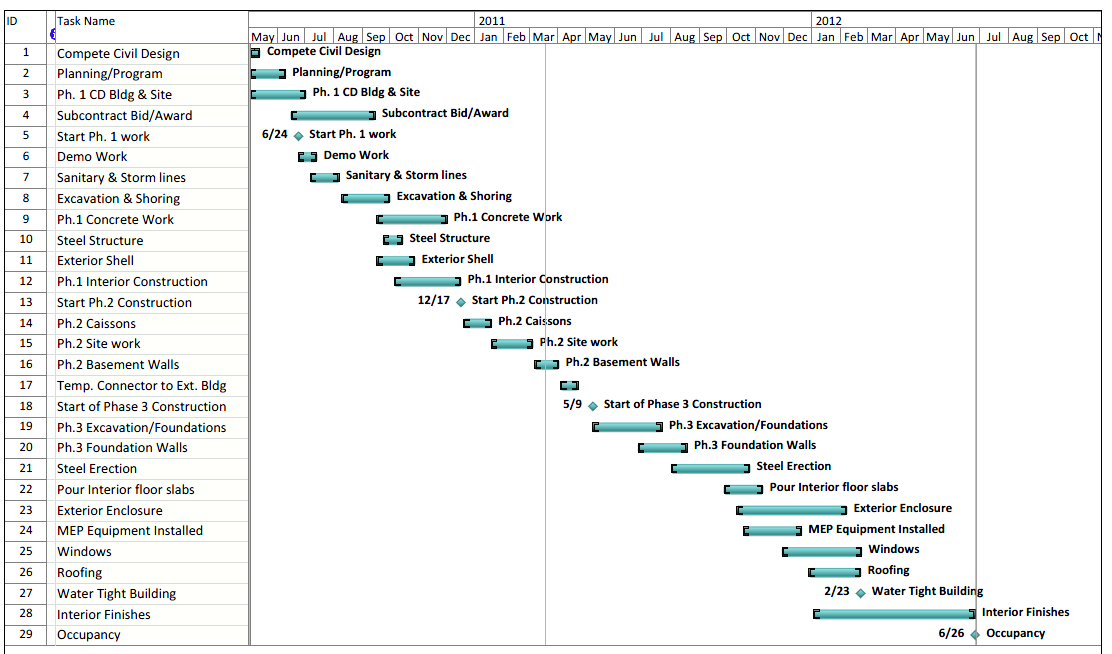 ID Task Name 2011 2012
May Jun Jul Aug Sep Oct Nov Dec Jan Feb Mar Apr May Jun Jul Aug Sep Oct Nov Dec Jan Feb Mar Apr May Jun Jul Aug Sep Oct
1 Compete Civil Design Compete Civil Design
2 Planning/Program Planning/Program
3 Ph. 1 CD Bldg & Site Ph. 1 CD Bldg & Site
4 Subcontract Bid/Award Subcontract Bid/Award
5 Start Ph. 1 work 6/24 Start Ph. 1 work
6 Demo Work Demo Work
7 Sanitary & Storm lines Sanitary & Storm lines
8 Excavation & Shoring Excavation & Shoring
9 Ph.1 Concrete Work Ph.1 Concrete Work
10 Steel Structure Steel Structure
11 Exterior Shell Exterior Shell
12 Ph.1 Interior Construction Ph.1 Interior Construction
13 Start Ph.2 Construction 12/17 Start Ph.2 Construction
14 Ph.2 Caissons Ph.2 Caissons
15 Ph.2 Site work Ph.2 Site work
16 Ph.2 Basement Walls Ph.2 Basement Walls
17 Temp. Connector to Ext. Bldg
18 Start of Phase 3 Construction 5/9 Start of Phase 3 Construction
19 Ph.3 Excavation/Foundations Ph.3 Excavation/Foundations
20 Ph.3 Foundation Walls Ph.3 Foundation Walls
21 Steel Erection Steel Erection
22 Pour Interior floor slabs Pour Interior floor slabs
23 Exterior Enclosure Exterior Enclosure
24 MEP Equipment Installed MEP Equipment Installed
25 Windows Windows
26 Roofing Roofing
27 Water Tight Building 2/23 Water Tight Building
28 Interior Finishes Interior Finishes
29 Occupancy 6/26 Occupancy